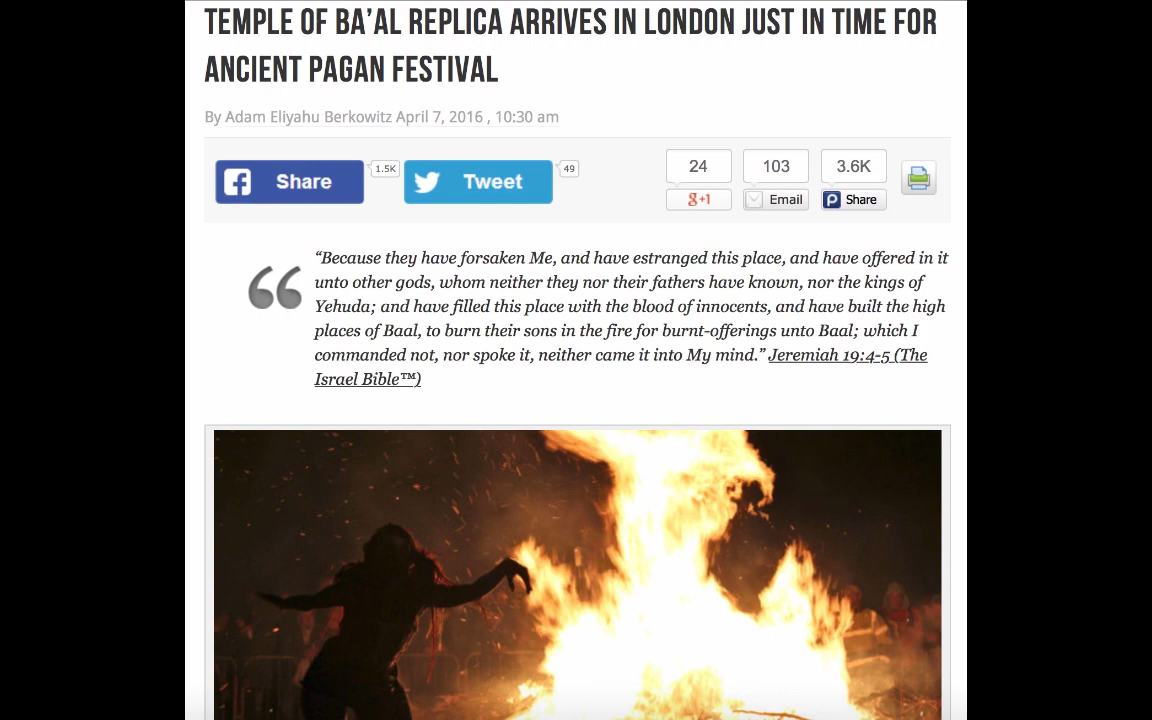 TEMPLE OF BA’AL REPLICA ARRIVES IN LONDON JUST IN TIME FOR
ANCIENT PAGAN FESTIVAL
By Adam Eliyahu Berkowitz April 7, 2016 , 10:30 am
Share 1.5K Tweet 49
24 103 3.6K
g+1 Email Share
“Because they have forsaken Me, and have estranged this place, and have offered in it
unto other gods, whom neither they nor their fathers have known, nor the kings of
Yehuda; and have filled this place with the blood of innocents, and have built the high
places of Baal, to burn their sons in the fire for burnt-offerings unto Baal; which I
commanded not, nor spoke it, neither came it into My mind.” Jeremiah 19:4-5 (The
Israel Bible™)